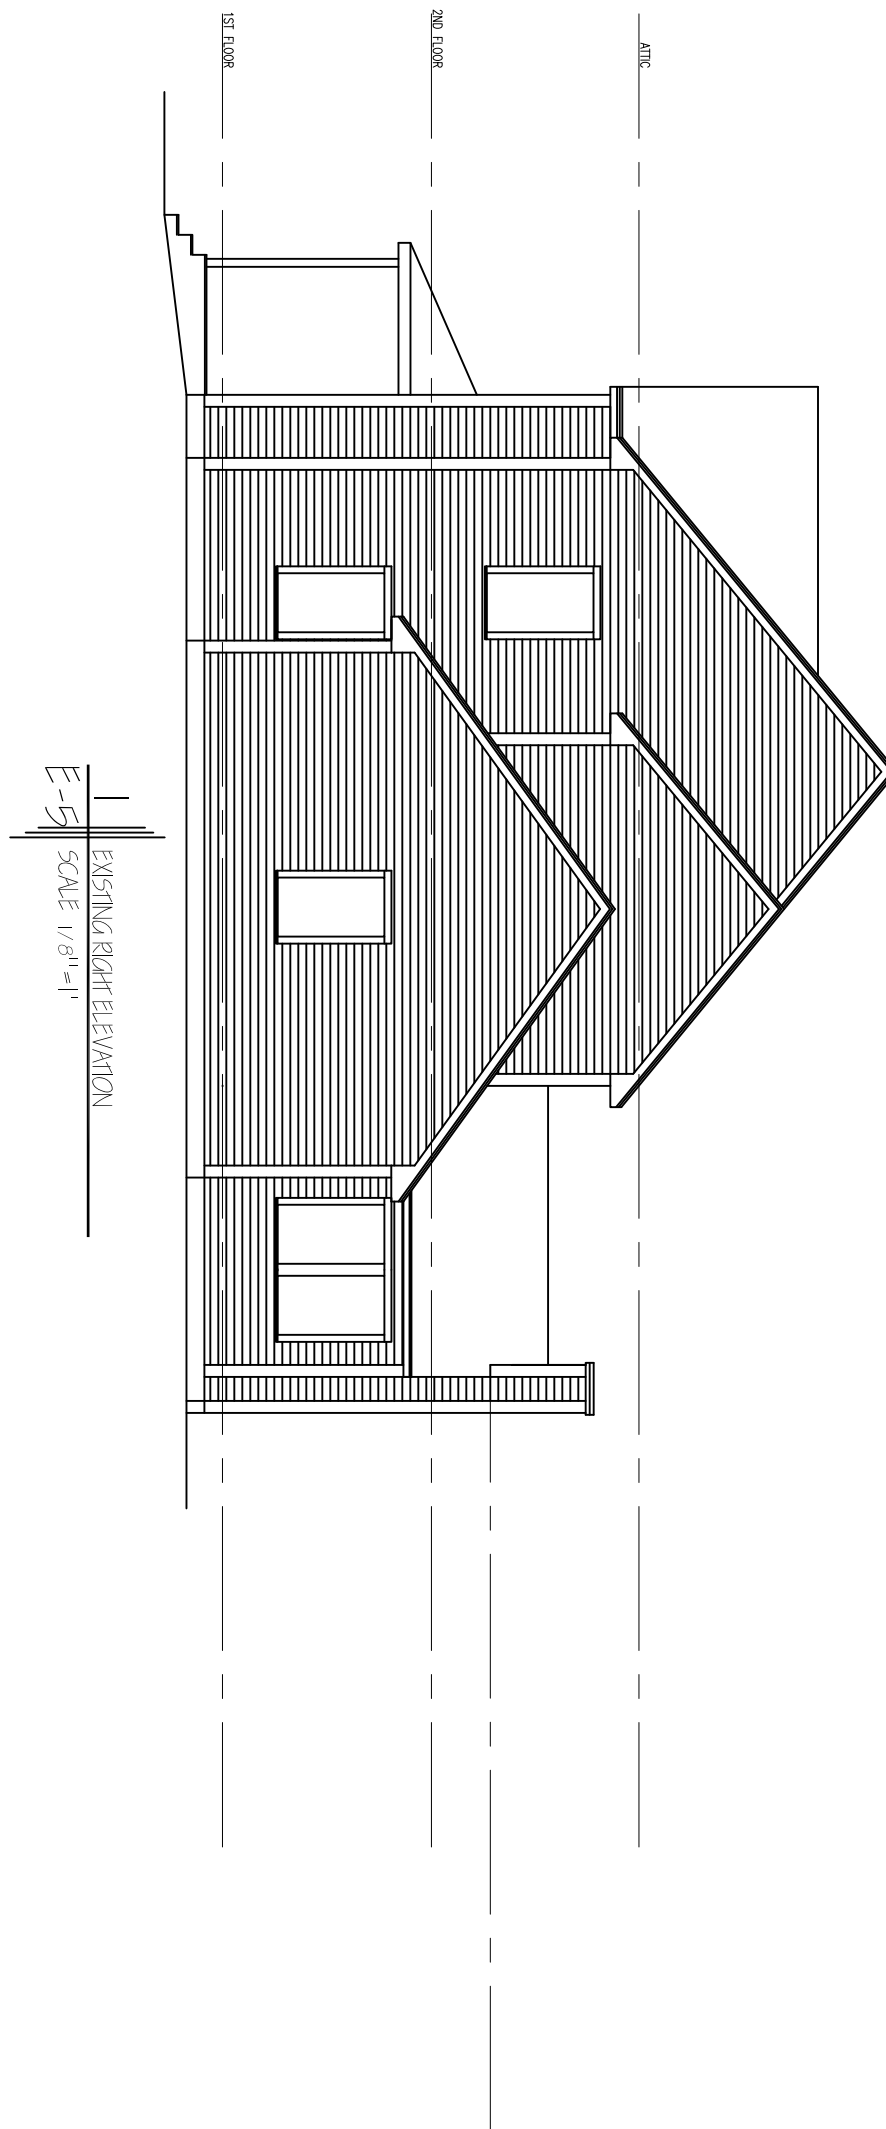 ATTIC
2ND FLOOR
1ST FLOOR
1
E-5
EXISTING RIGHT ELEVATION
SCALE 1/8"=1'